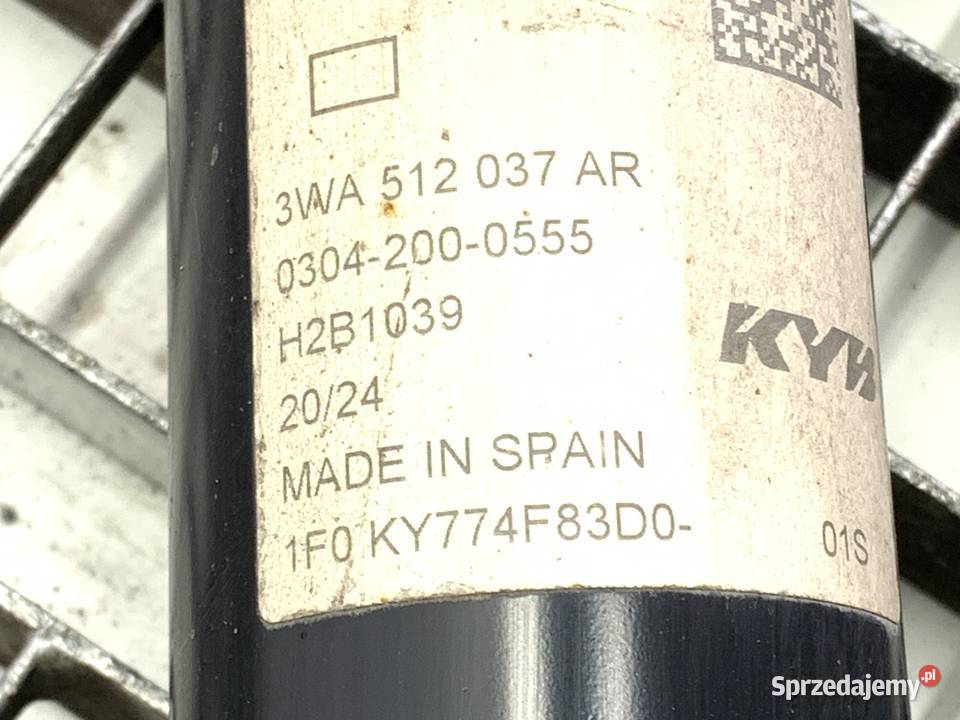 3WA 512 037 AR
0304-200-0555
H2B1039
20/24
KYB
MADE IN SPAIN
1F0 KY774F83D0-
01S
Sprzedajemy.pl